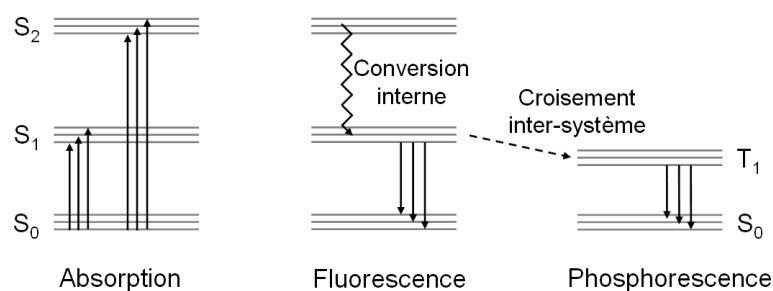 S₂
S₁
S₀
Absorption
Conversion
interne
Fluorescence
Croisement
inter-système
T₁
S₀
Phosphorescence